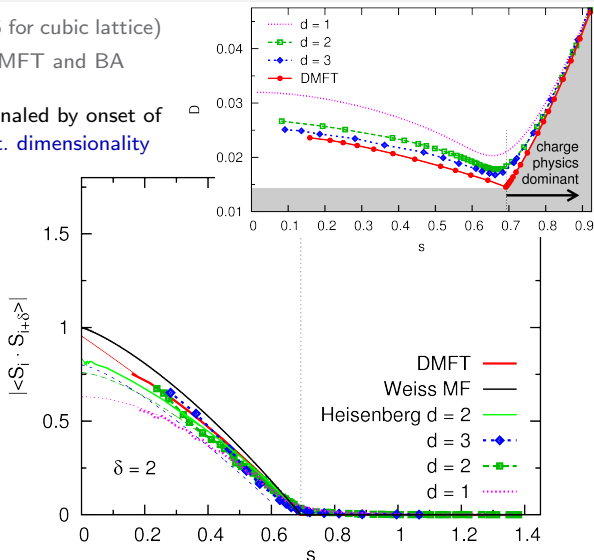 5 for cubic lattice)
MFT and BA
naled by onset of
t. dimensionality
d = 1
d = 2
d = 3
DMFT
0.04
0.03
0.02
0.01
D
charge
physics
dominant
0 0.1 0.2 0.3 0.4 0.5 0.6 0.7 0.8 0.9
s
1.5
1
0.5
0
|<S_i · S_{i+δ}>|
DMFT
Weiss MF
Heisenberg d = 2
d = 3
d = 2
d = 1
δ = 2
0 0.2 0.4 0.6 0.8 1 1.2 1.4
s